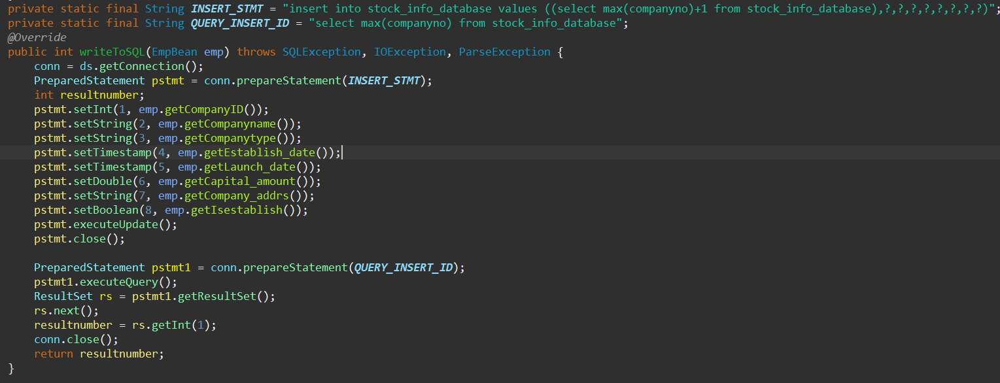 private static final String INSERT_STMT = "insert into stock_info_database values ((select max(companyno)+1 from stock_info_database),?,?,?,?,?,?,?,?)";
private static final String QUERY_INSERT_ID = "select max(companyno) from stock_info_database";
@Override
public int writeToSQL(EmpBean emp) throws SQLException, IOException, ParseException {
    conn = ds.getConnection();
    PreparedStatement pstmt = conn.prepareStatement(INSERT_STMT);
    int resultnumber;
    pstmt.setInt(1, emp.getCompanyID());
    pstmt.setString(2, emp.getCompanyname());
    pstmt.setString(3, emp.getCompanytype());
    pstmt.setTimestamp(4, emp.getEstablish_date());
    pstmt.setTimestamp(5, emp.getLaunch_date());
    pstmt.setDouble(6, emp.getCapital_amount());
    pstmt.setString(7, emp.getCompany_addrs());
    pstmt.setBoolean(8, emp.getIsestablish());
    pstmt.executeUpdate();
    pstmt.close();

    PreparedStatement pstmt1 = conn.prepareStatement(QUERY_INSERT_ID);
    pstmt1.executeQuery();
    ResultSet rs = pstmt1.getResultSet();
    rs.next();
    resultnumber = rs.getInt(1);
    conn.close();
    return resultnumber;
}